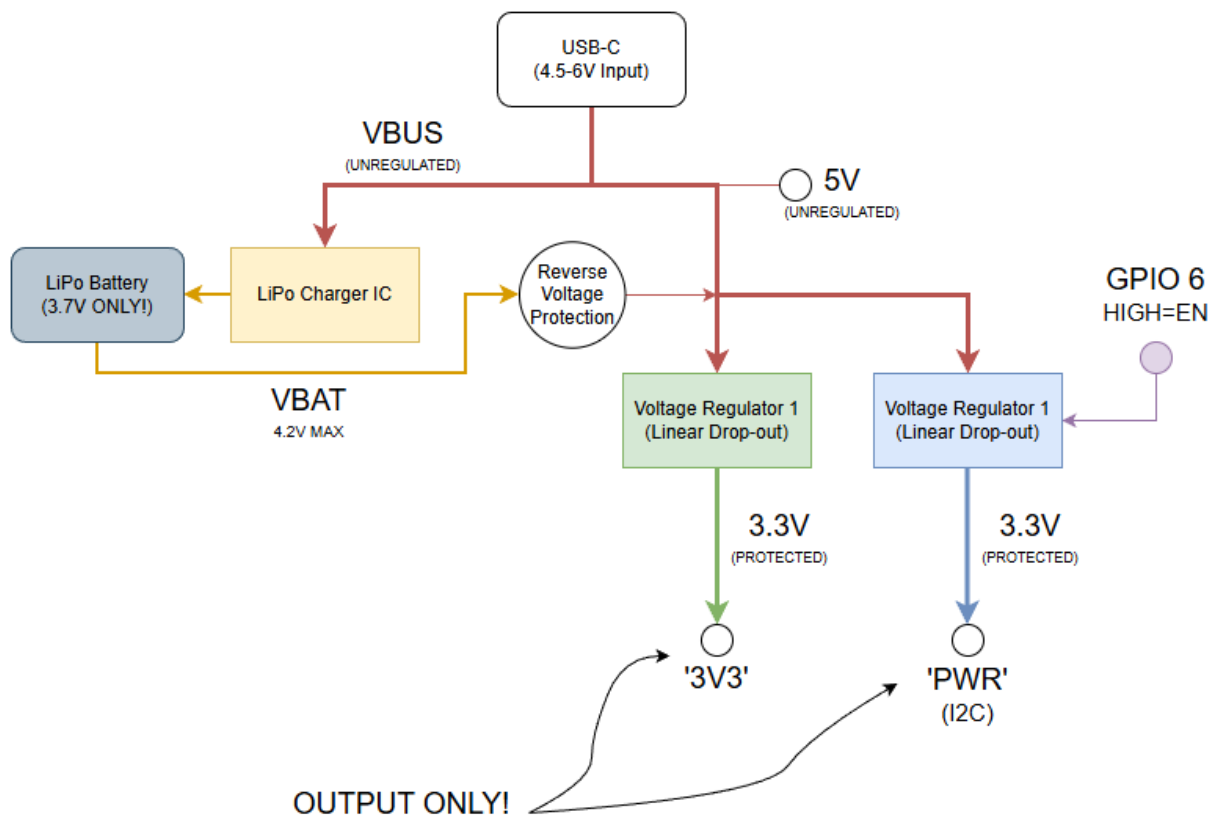 USB-C
(4.5-6V Input)
VBUS
(UNREGULATED)
5V
(UNREGULATED)
LiPo Battery
(3.7V ONLY!)
LiPo Charger IC
Reverse
Voltage
Protection
GPIO 6
HIGH=EN
VBAT
4.2V MAX
Voltage Regulator 1
(Linear Drop-out)
Voltage Regulator 1
(Linear Drop-out)
3.3V
(PROTECTED)
3.3V
(PROTECTED)
'3V3'
'PWR'
(I2C)
OUTPUT ONLY!